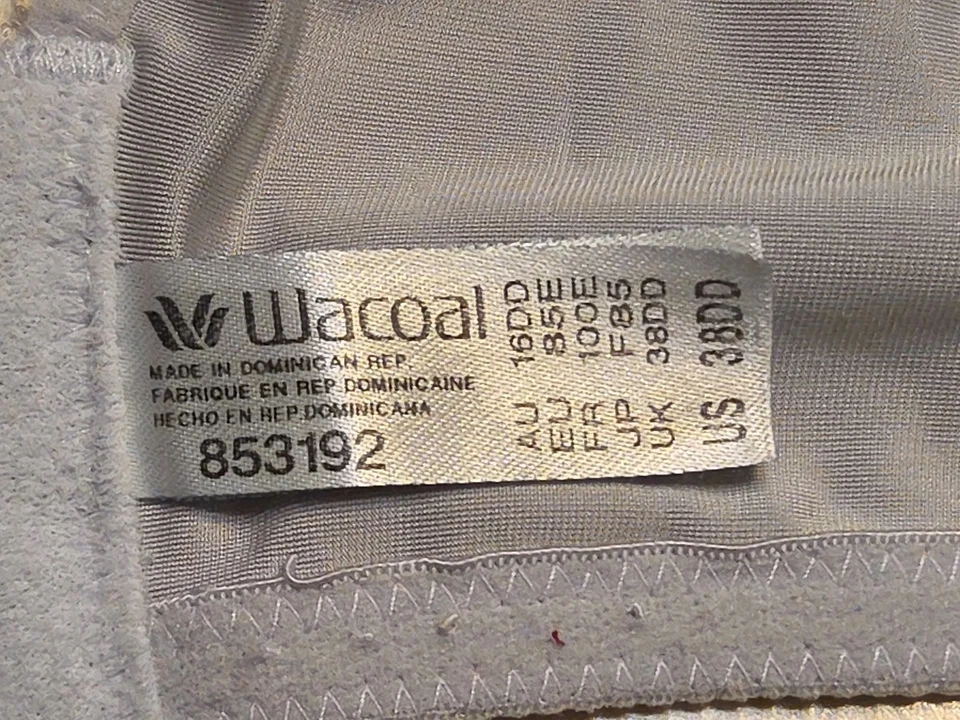 Wacoal
MADE IN DOMINICAN REP.
FABRIQUE EN REP DOMINICAINE
HECHO EN REP.DOMINICANA
853192
AU 16DD
EU 85E
FR 100E
JP F85
UK 38DD
US 38DD